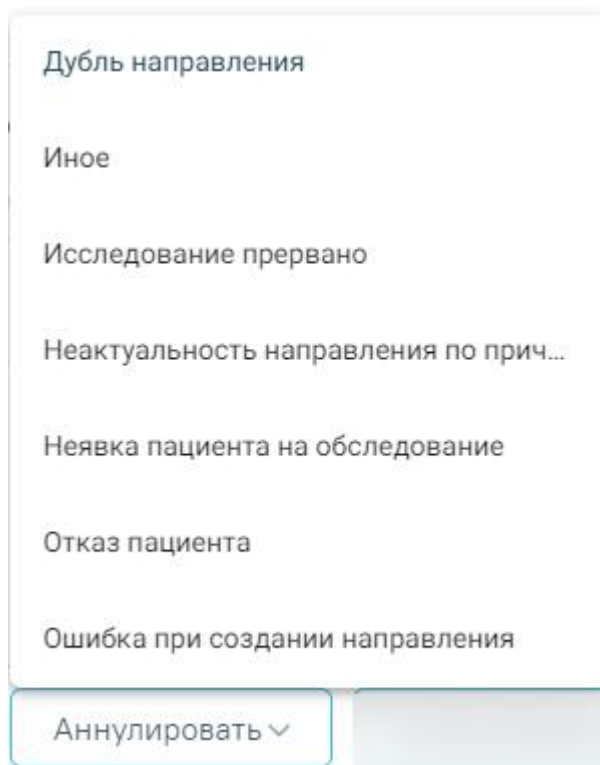 Дубль направления
Иное
Исследование прервано
Неактуальность направления по прич...
Неявка пациента на обследование
Отказ пациента
Ошибка при создании направления
Аннулировать